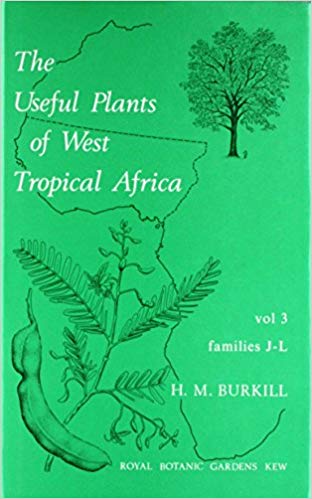 The
Useful Plants
of West
Tropical Africa
vol 3
families J-L
H. M. BURKILL
ROYAL BOTANIC GARDENS KEW